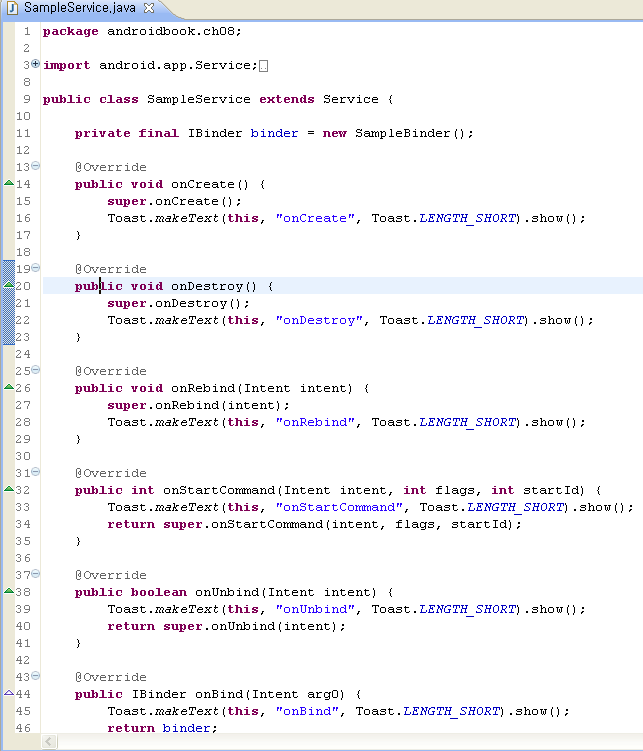 SampleService.java
1 package androidbook.ch08;
2
3 import android.app.Service;
8
9 public class SampleService extends Service {
10
11     private final IBinder binder = new SampleBinder();
12
13     @Override
14     public void onCreate() {
15         super.onCreate();
16         Toast.makeText(this, "onCreate", Toast.LENGTH_SHORT).show();
17     }
18
19     @Override
20     public void onDestroy() {
21         super.onDestroy();
22         Toast.makeText(this, "onDestroy", Toast.LENGTH_SHORT).show();
23     }
24
25     @Override
26     public void onRebind(Intent intent) {
27         super.onRebind(intent);
28         Toast.makeText(this, "onRebind", Toast.LENGTH_SHORT).show();
29     }
30
31     @Override
32     public int onStartCommand(Intent intent, int flags, int startId) {
33         Toast.makeText(this, "onStartCommand", Toast.LENGTH_SHORT).show();
34         return super.onStartCommand(intent, flags, startId);
35     }
36
37     @Override
38     public boolean onUnbind(Intent intent) {
39         Toast.makeText(this, "onUnbind", Toast.LENGTH_SHORT).show();
40         return super.onUnbind(intent);
41     }
42
43     @Override
44     public IBinder onBind(Intent arg0) {
45         Toast.makeText(this, "onBind", Toast.LENGTH_SHORT).show();
46         return binder;